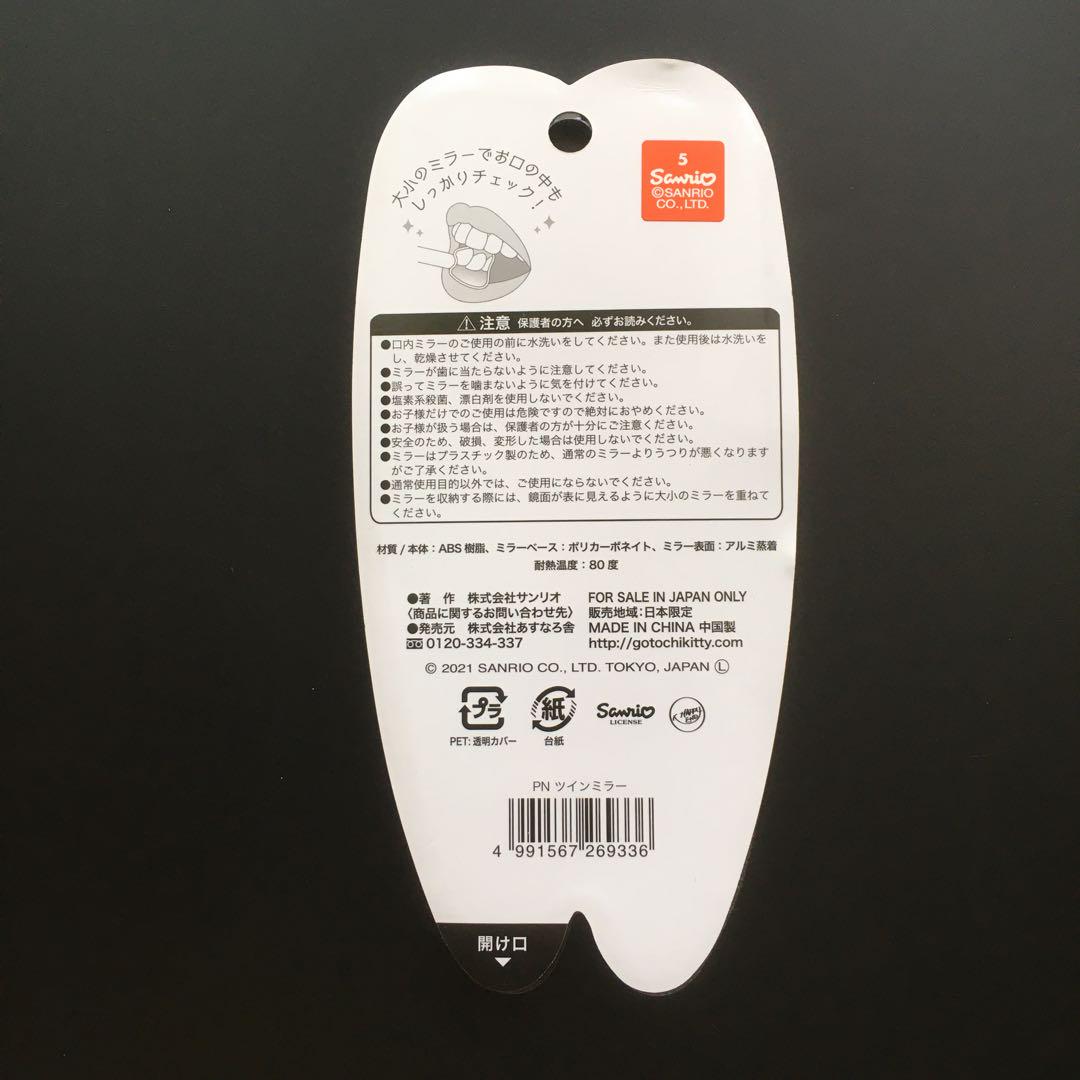 大小のミラーでお口の中も
しっかりチェック！
5
Sanrio
©SANRIO
CO.,LTD.
⚠注意 保護者の方へ 必ずお読みください。
●口内ミラーのご使用の前に水洗いをしてください。また使用後は水洗いを
し、乾燥させてください。
●ミラーが歯に当たらないように注意してください。
●誤ってミラーを噛まないように気を付けてください。
●塩素系殺菌、漂白剤を使用しないでください。
●お子様だけでのご使用は危険ですので絶対におやめください。
●お子様が扱う場合は、保護者の方が十分にご注意ください。
●安全のため、破損、変形した場合は使用しないでください。
●ミラーはプラスチック製のため、通常のミラーよりうつりが悪くなります
がご了承ください。
●通常使用目的以外では、ご使用にならないでください。
●ミラーを収納する際には、鏡面が表に見えるように大小のミラーを重ねて
ください。
材質/本体：ABS樹脂、ミラーベース：ポリカーボネイト、ミラー表面：アルミ蒸着
耐熱温度：80度
●著 作 株式会社サンリオ
〈商品に関するお問い合わせ先〉
●発売元 株式会社あすなろ舎
0120-334-337
FOR SALE IN JAPAN ONLY
販売地域：日本限定
MADE IN CHINA 中国製
http://gotochikitty.com
© 2021 SANRIO CO., LTD. TOKYO, JAPAN Ⓛ
プラ
PET：透明カバー
紙
台紙
Sanrio
LICENSE
PN ツインミラー
4 991567 269336
開け口